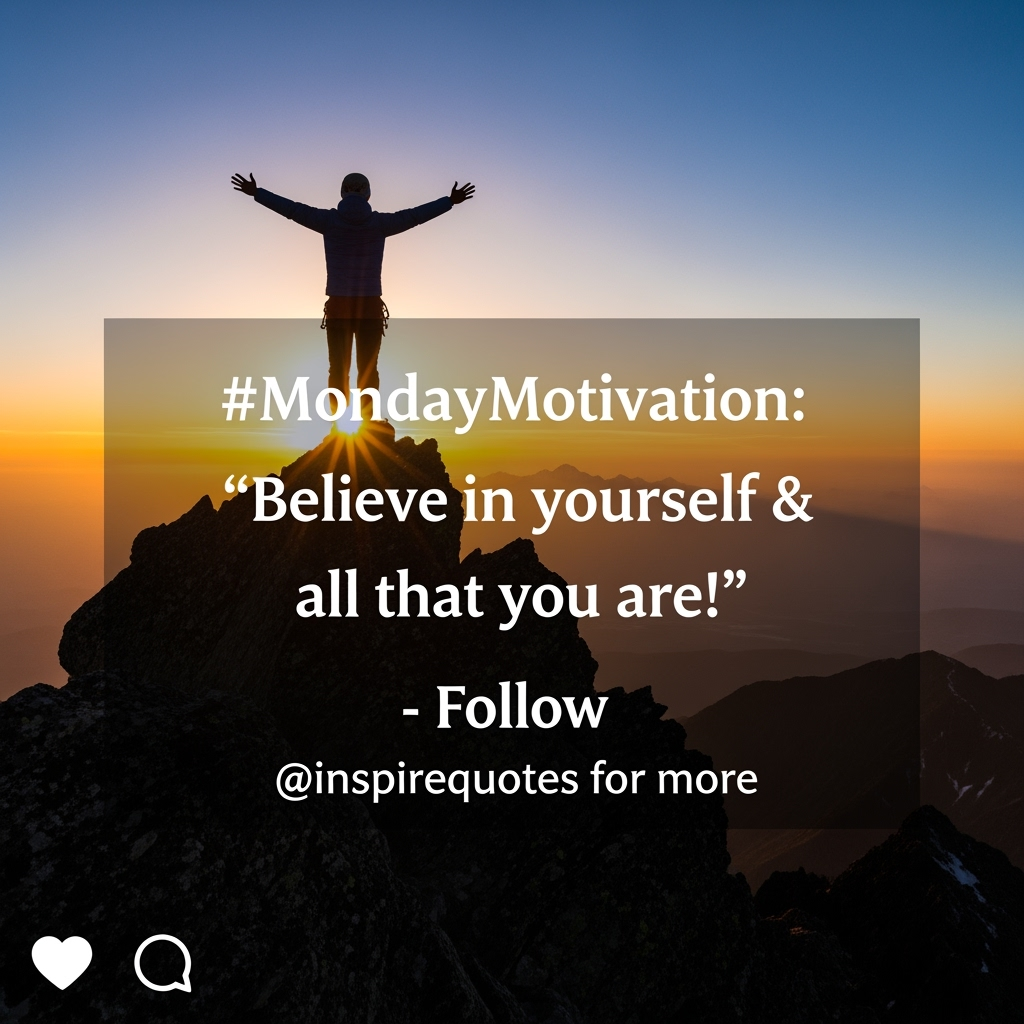 #MondayMotivation:
“Believe in yourself &
all that you are!”
- Follow
@inspirequotes for more